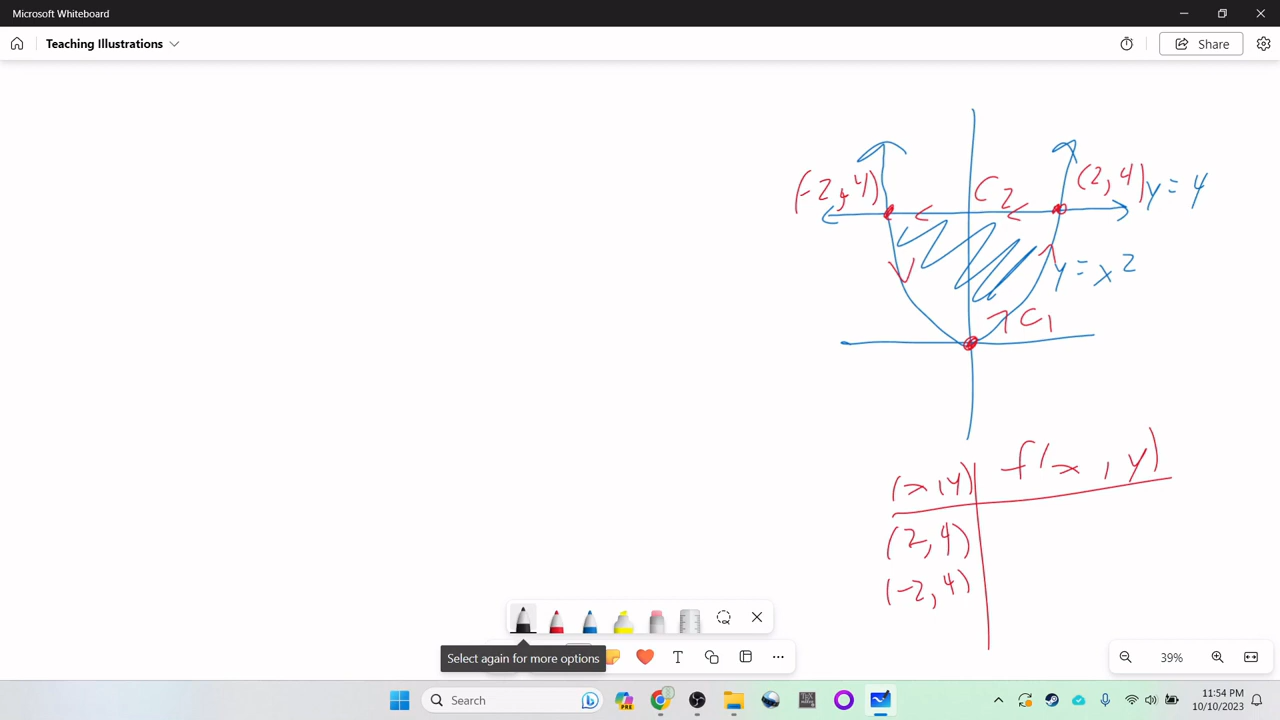 Microsoft Whiteboard
Teaching Illustrations
Share
(-2, 4)
C2
(2, 4)
y = 4
y = x2
C1
(x, y)
f(x, y)
(2, 4)
(-2, 4)
Select again for more options
T
39%
Search
PRE
11:54 PM
10/10/2023